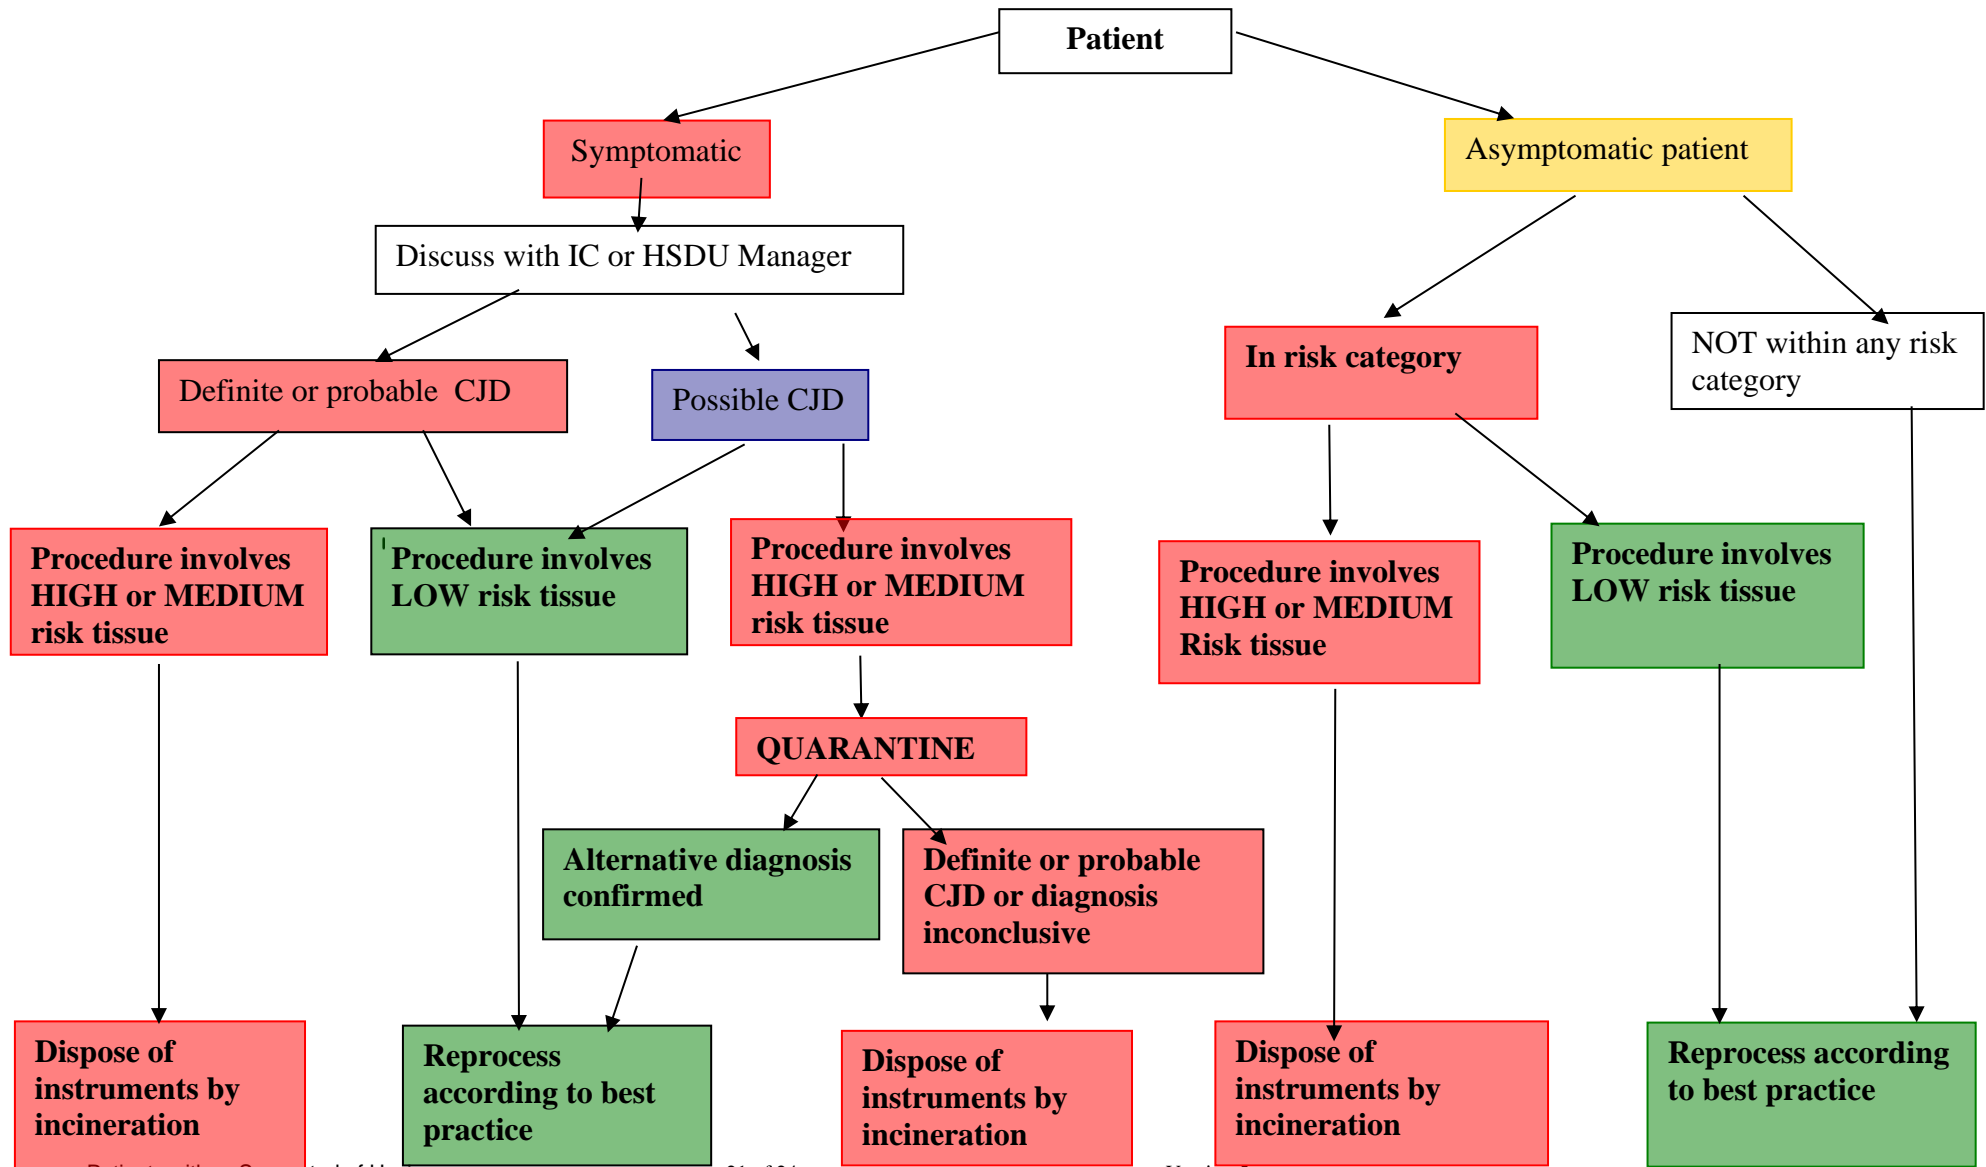 Patient
Symptomatic
Asymptomatic patient
Discuss with IC or HSDU Manager
Definite or probable CJD
Possible CJD
In risk category
NOT within any risk
category
Procedure involves
HIGH or MEDIUM
risk tissue
Procedure involves
LOW risk tissue
Procedure involves
HIGH or MEDIUM
risk tissue
Procedure involves
HIGH or MEDIUM
Risk tissue
Procedure involves
LOW risk tissue
QUARANTINE
Alternative diagnosis
confirmed
Definite or probable
CJD or diagnosis
inconclusive
Dispose of
instruments by
incineration
Reprocess
according to best
practice
Dispose of
instruments by
incineration
Dispose of
instruments by
incineration
Reprocess according
to best practice